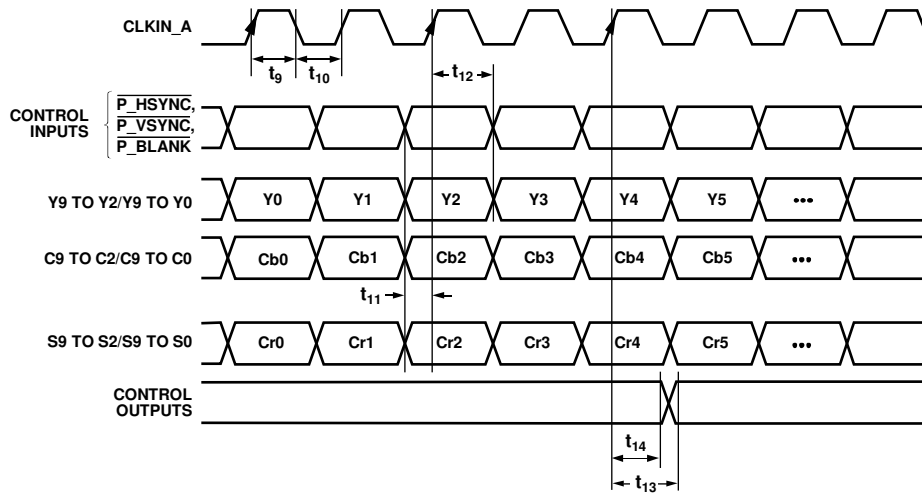 CLKIN_A
t9 t10 t12
CONTROL INPUTS P_HSYNC, P_VSYNC, P_BLANK
Y9 TO Y2/Y9 TO Y0 Y0 Y1 Y2 Y3 Y4 Y5 •••
C9 TO C2/C9 TO C0 Cb0 Cb1 Cb2 Cb3 Cb4 Cb5 •••
t11
S9 TO S2/S9 TO S0 Cr0 Cr1 Cr2 Cr3 Cr4 Cr5 •••
CONTROL OUTPUTS
t14
t13